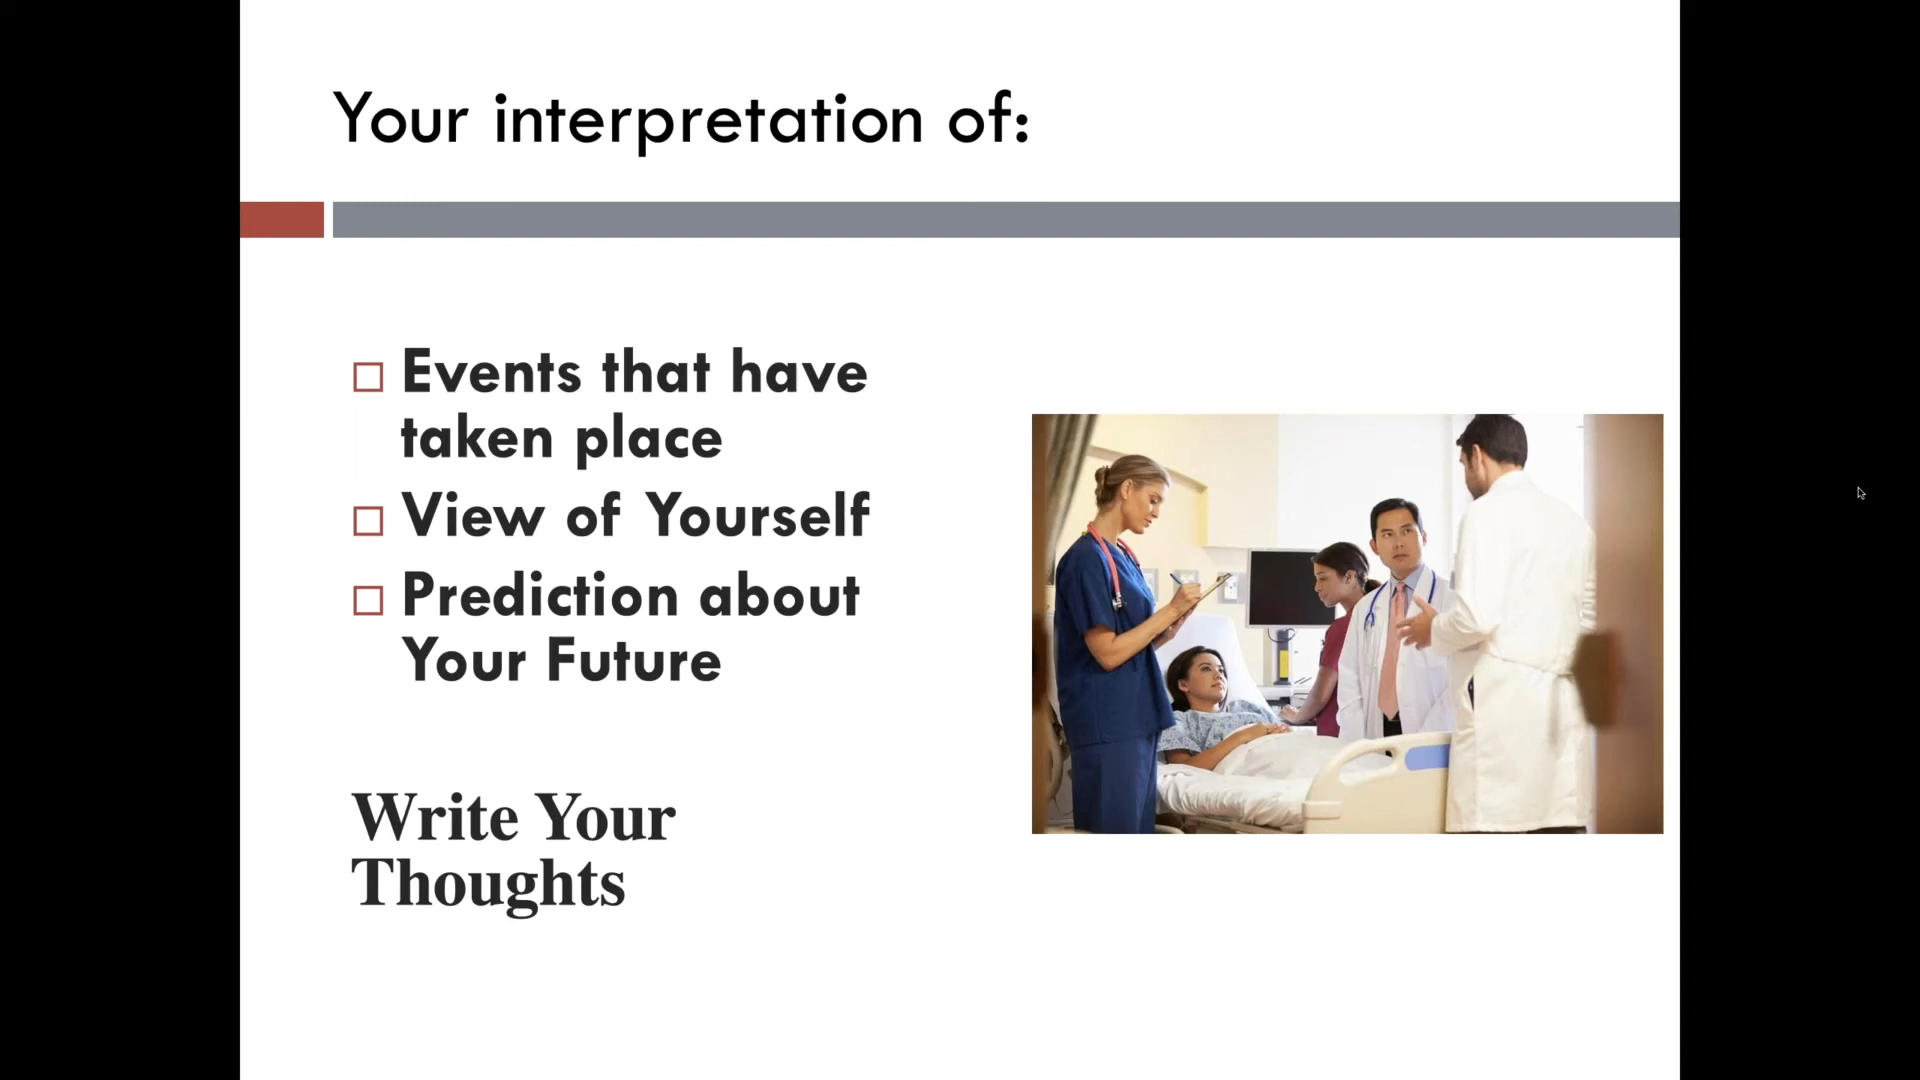 Your interpretation of:
Events that have
taken place
View of Yourself
Prediction about
Your Future
Write Your
Thoughts